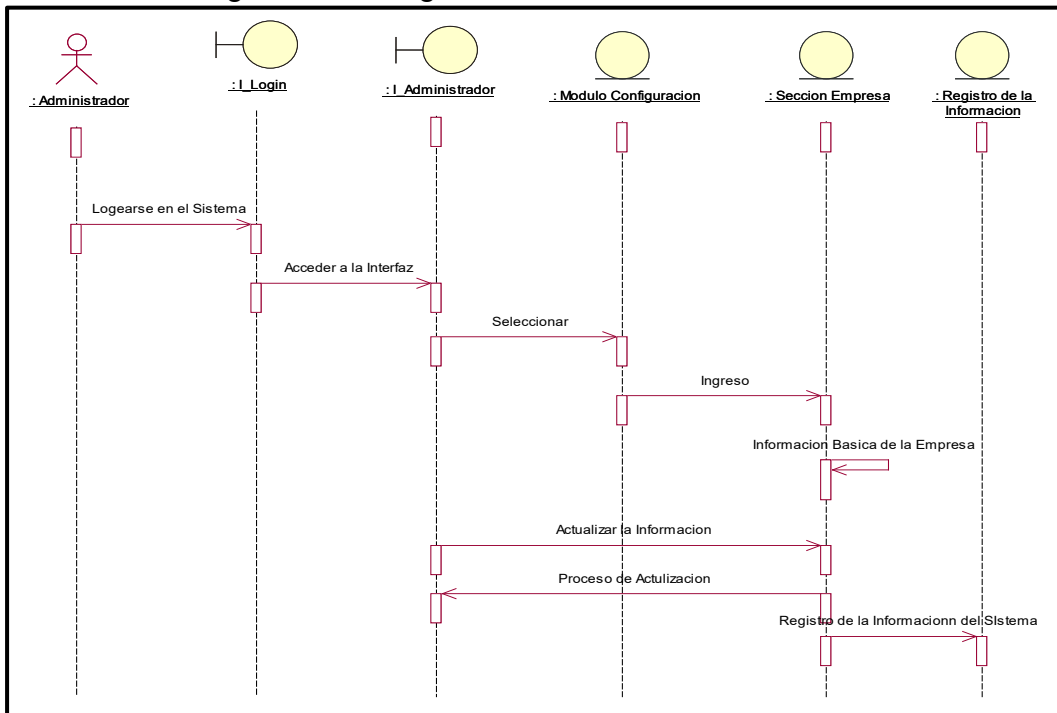 : Administrador
: I_Login
: I_Administrador
: Modulo Configuracion
: Seccion Empresa
: Registro de la
Informacion
Logearse en el Sistema
Acceder a la Interfaz
Seleccionar
Ingreso
Informacion Basica de la Empresa
Actualizar la Informacion
Proceso de Actulizacion
Registro de la Informacionn del SIstema